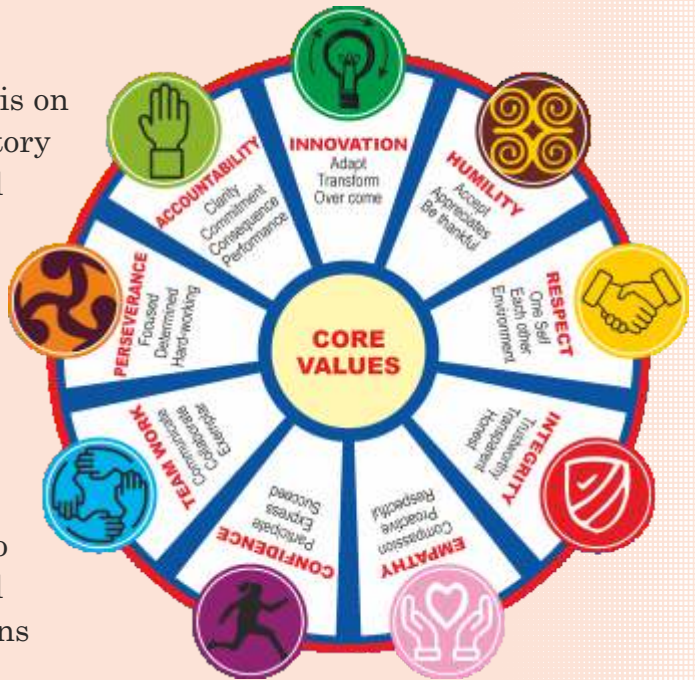 is on
tory
CORE
VALUES
INNOVATION
Adapt
Transform
Over come
HUMILITY
Accept
Appreciates
Be thankful
RESPECT
One Self
Each other
Environment
INTEGRITY
Trustworthy
Transparent
Honest
EMPATHY
Compassion
Proactive
Respectful
CONFIDENCE
Participate
Express
Succeed
TEAM WORK
Communicate
Collaborate
Exemplar
PERSEVERANCE
Focused
Determined
Hard-working
ACCOUNTABILITY
Clarity
Commitment
Consequence
Performance
ns